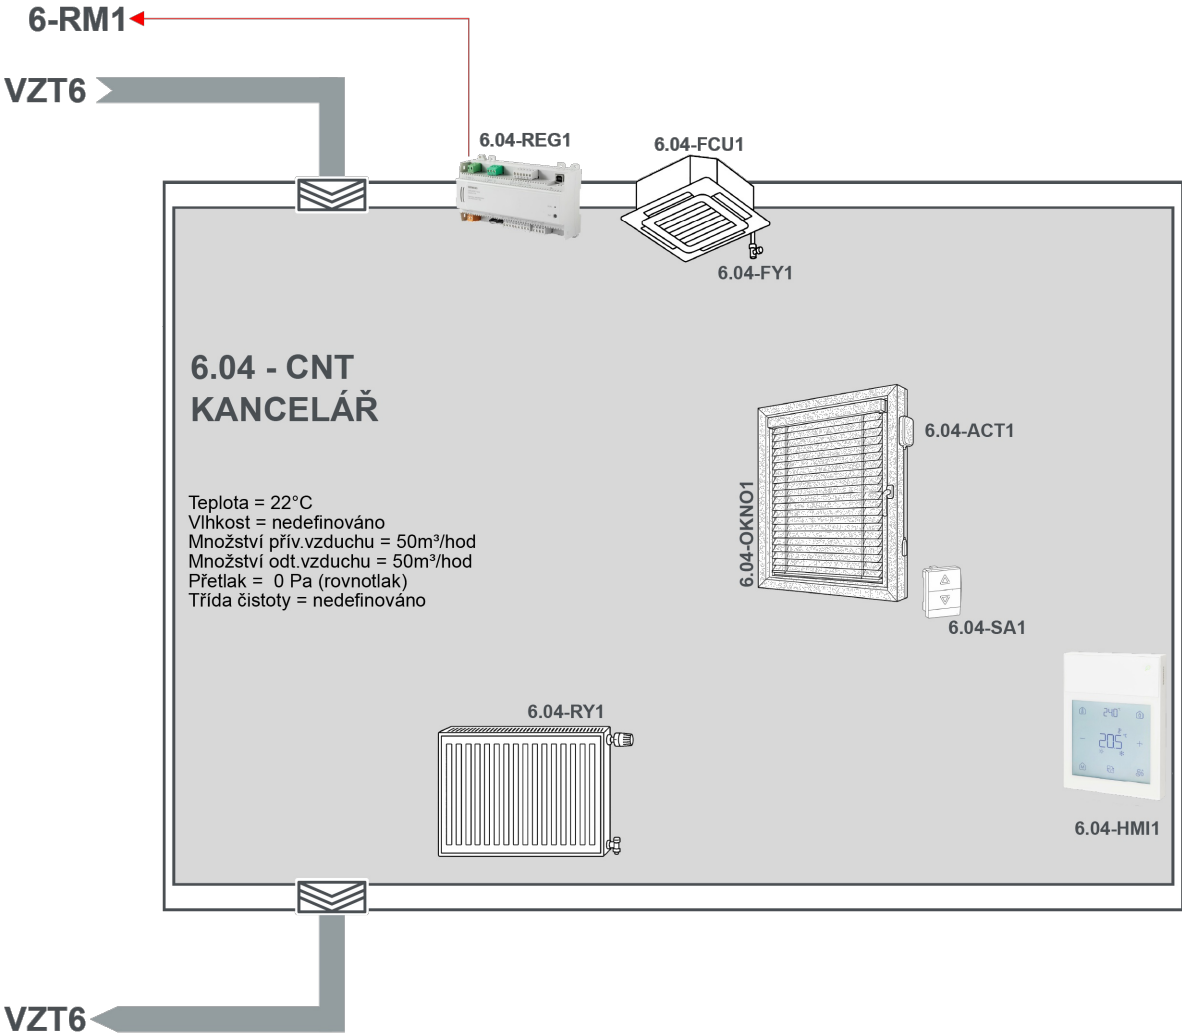 6-RM1
VZT6
6.04-REG1
6.04-FCU1
6.04-FY1
6.04 - CNT
KANCELÁŘ
6.04-ACT1
6.04-OKNO1
Teplota = 22°C
Vlhkost = nedefinováno
Množství přív.vzduchu = 50m³/hod
Množství odt.vzduchu = 50m³/hod
Přetlak =  0 Pa (rovnotlak)
Třída čistoty = nedefinováno
6.04-SA1
6.04-RY1
6.04-HMI1
VZT6